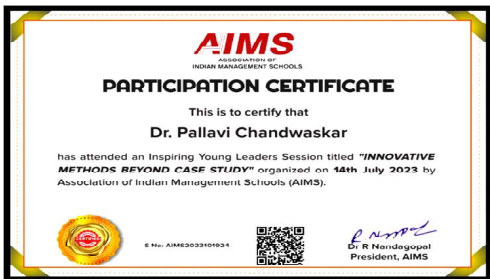 AIMS
ASSOCIATION OF
INDIAN MANAGEMENT SCHOOLS
PARTICIPATION CERTIFICATE
This is to certify that
Dr. Pallavi Chandwaskar
has attended an Inspiring Young Leaders Session titled "INNOVATIVE
METHODS BEYOND CASE STUDY" organized on 14th July 2023 by
Association of Indian Management Schools (AIMS).
CERTIFIED
Dr R Nandagopal
President, AIMS